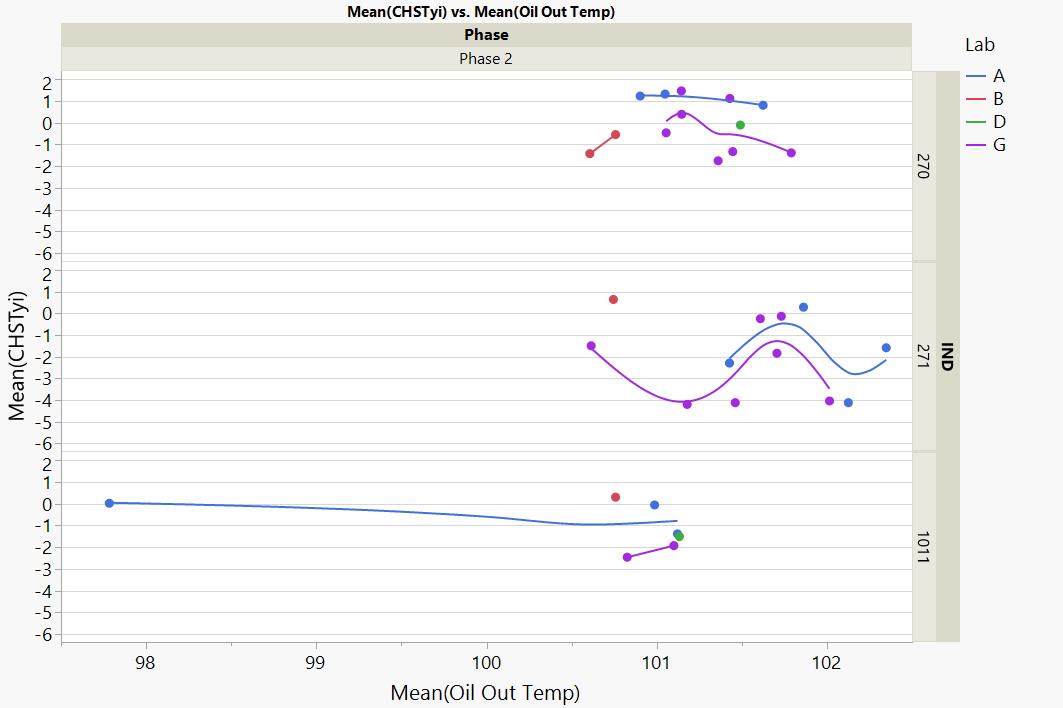 Mean(CHSTyi) vs. Mean(Oil Out Temp)
Phase
Phase 2
Lab
A
B
D
G
Mean(CHSTyi)
2
1
0
-1
-2
-3
-4
-5
-6
270
2
1
0
-1
-2
-3
-4
-5
-6
271
IND
2
1
0
-1
-2
-3
-4
-5
-6
1011
98 99 100 101 102
Mean(Oil Out Temp)